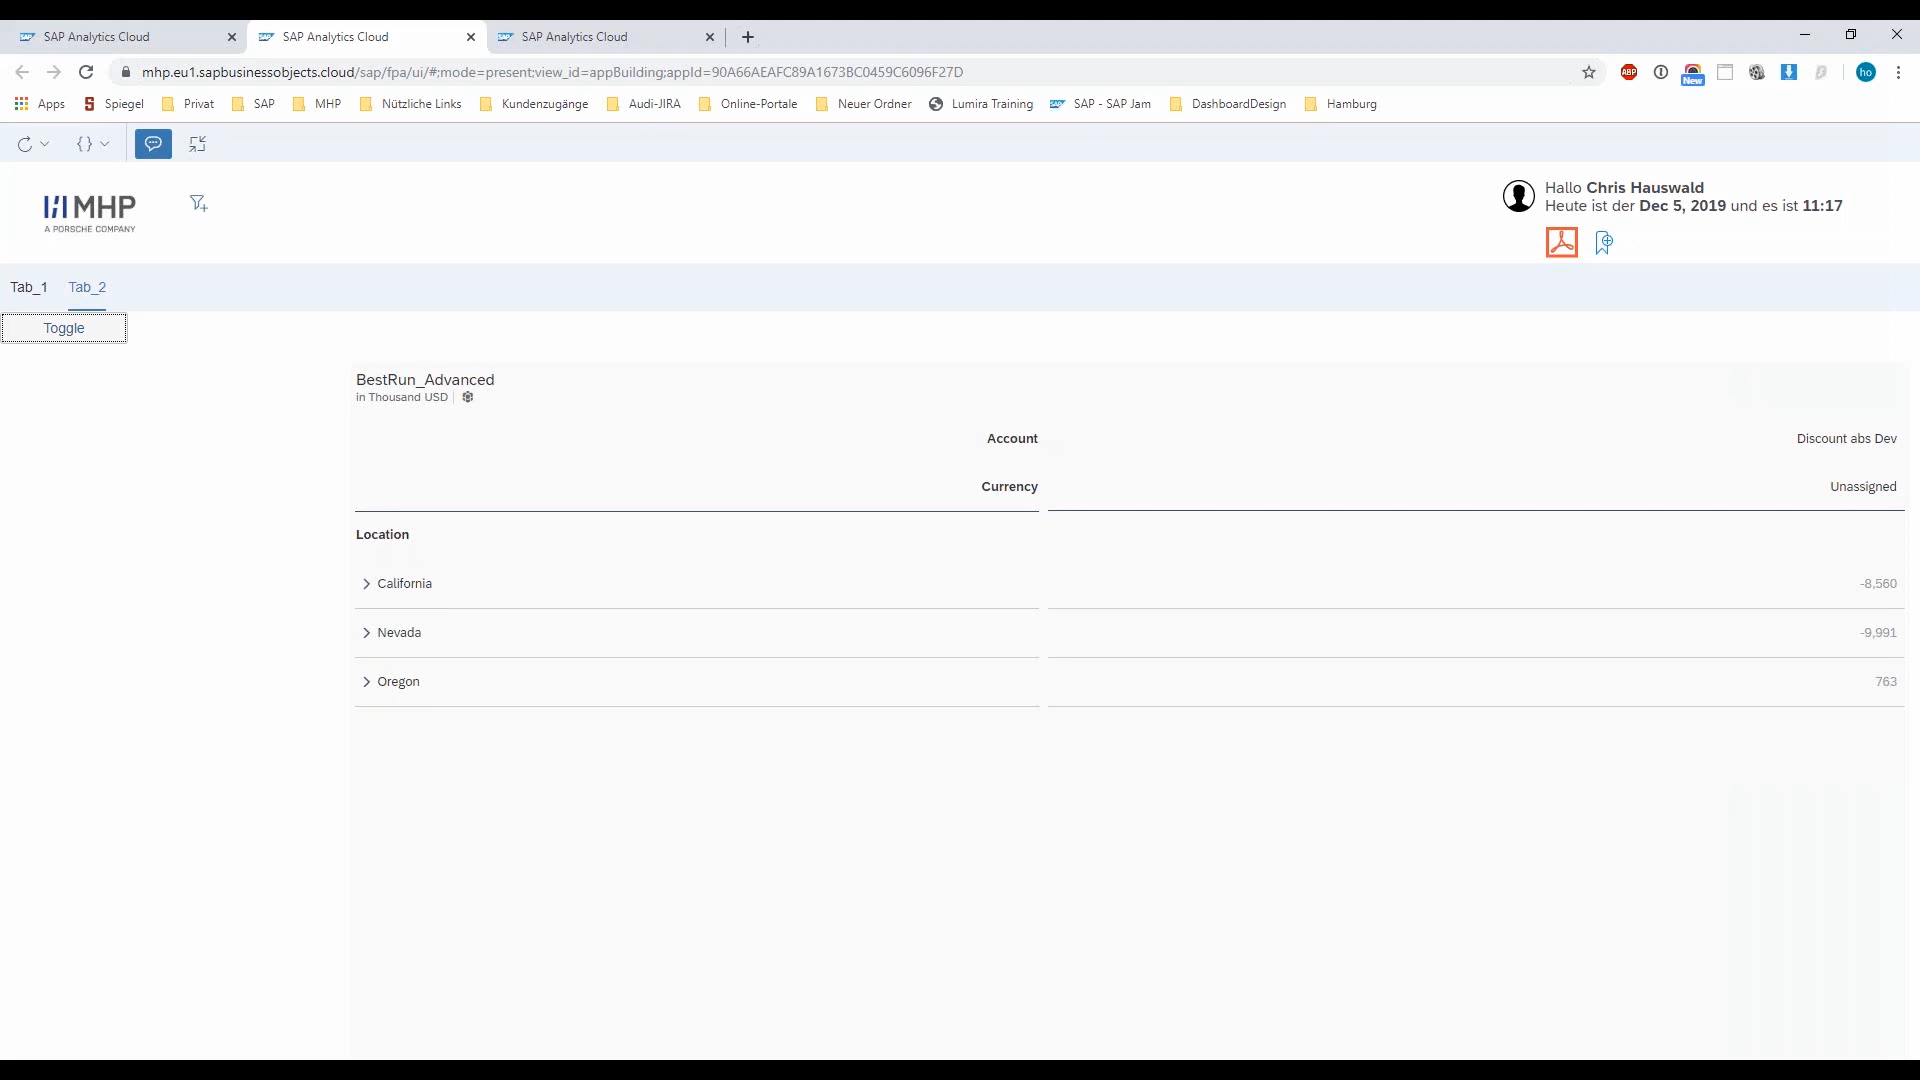 SAP Analytics Cloud
SAP Analytics Cloud
SAP Analytics Cloud
mhp.eu1.sapbusinessobjects.cloud/sap/fpa/ui/#;mode=present;view_id=appBuilding;appId=90A66AEAFC89A1673BC0459C6096F27D
ABP
New
ho
Apps
Spiegel
Privat
SAP
MHP
Nützliche Links
Kundenzugänge
Audi-JIRA
Online-Portale
Neuer Ordner
Lumira Training
SAP - SAP Jam
DashboardDesign
Hamburg
MHP
A PORSCHE COMPANY
Hallo Chris Hauswald
Heute ist der Dec 5, 2019 und es ist 11:17
Tab_1
Tab_2
Toggle
BestRun_Advanced
in Thousand USD
Account
Discount abs Dev
Currency
Unassigned
Location
California
-8,560
Nevada
-9,991
Oregon
763